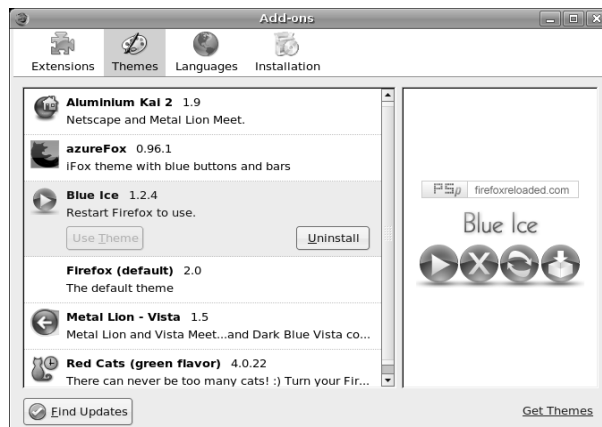 Add-ons
Extensions Themes Languages Installation
Aluminium Kai 2 1.9
Netscape and Metal Lion Meet.
azureFox 0.96.1
iFox theme with blue buttons and bars
Blue Ice 1.2.4
Restart Firefox to use.
Use Theme Uninstall
Firefox (default) 2.0
The default theme
Metal Lion - Vista 1.5
Metal Lion and Vista Meet...and Dark Blue Vista co...
Red Cats (green flavor) 4.0.22
There can never be too many cats! :) Turn your Fir...
PSp firefoxreloaded.com
Blue Ice
Find Updates Get Themes